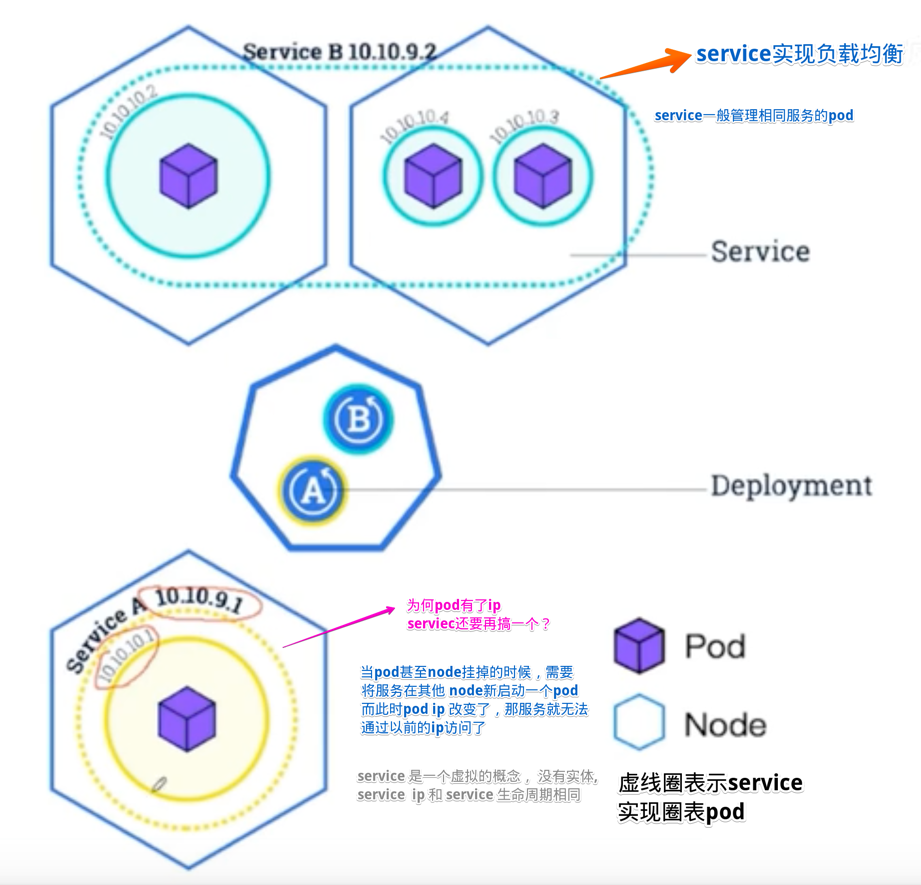 Service B 10.10.9.2
service实现负载均衡
10.10.10.2
10.10.10.4
10.10.10.3
service一般管理相同服务的pod
Service
B
A
Deployment
Service A 10.10.9.1
10.10.10.1
为何pod有了ip
serviec还要再搞一个？
当pod甚至node挂掉的时候，需要
将服务在其他 node新启动一个pod
而此时pod ip 改变了，那服务就无法
通过以前的ip访问了
service 是一个虚拟的概念， 没有实体,
service ip 和 service 生命周期相同
Pod
Node
虚线圈表示service
实现圈表pod